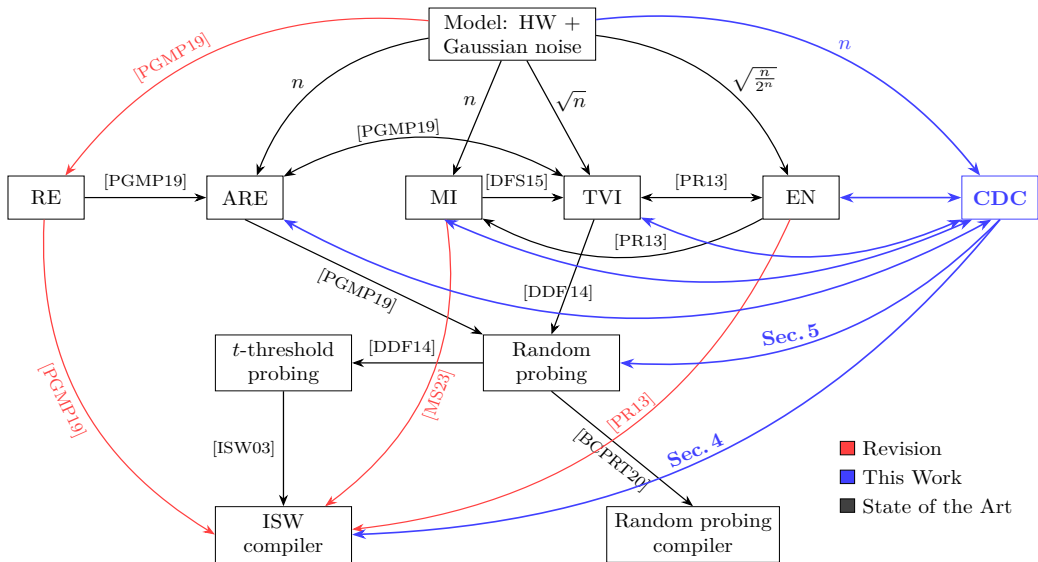 Model: HW +
Gaussian noise
[PGMP19]
n
n
√n
√(n/2ⁿ)
n
[PGMP19]
RE
[PGMP19]
ARE
MI
[DFS15]
TVI
[PR13]
EN
CDC
[PR13]
[PGMP19]
[DDF14]
t-threshold
probing
[DDF14]
Random
probing
Sec. 5
[PGMP19]
[MS23]
[PR13]
[ISW03]
[BCPRT20]
Sec. 4
Revision
This Work
State of the Art
ISW
compiler
Random probing
compiler